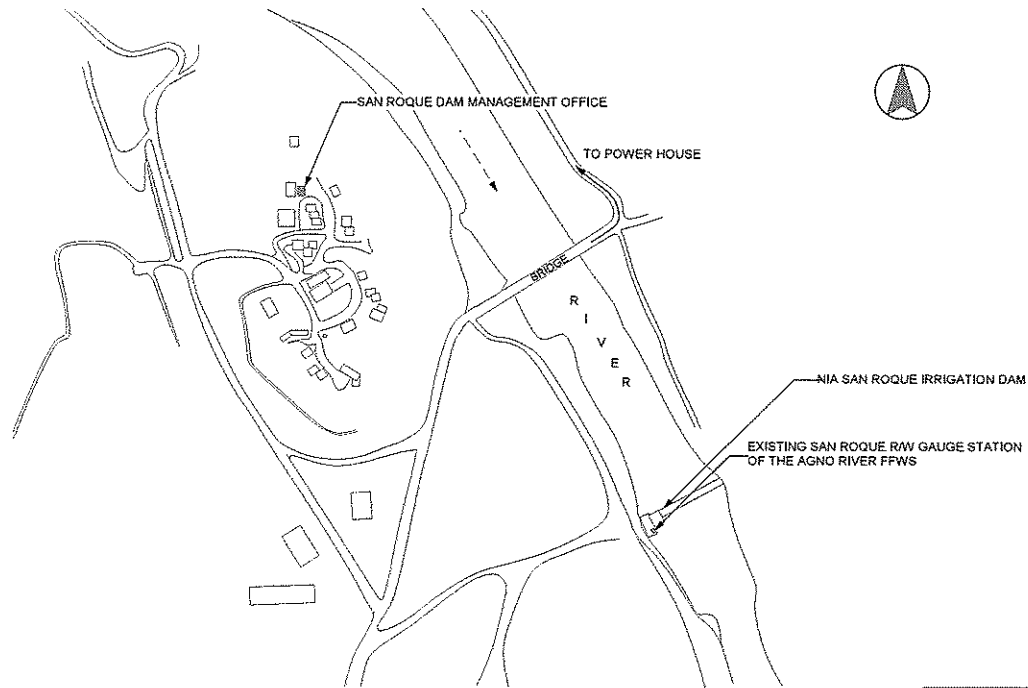 SAN ROQUE DAM MANAGEMENT OFFICE
TO POWER HOUSE
BRIDGE
RIVER
NIA SAN ROQUE IRRIGATION DAM
EXISTING SAN ROQUE R/W GAUGE STATION
OF THE AGNO RIVER FFWS